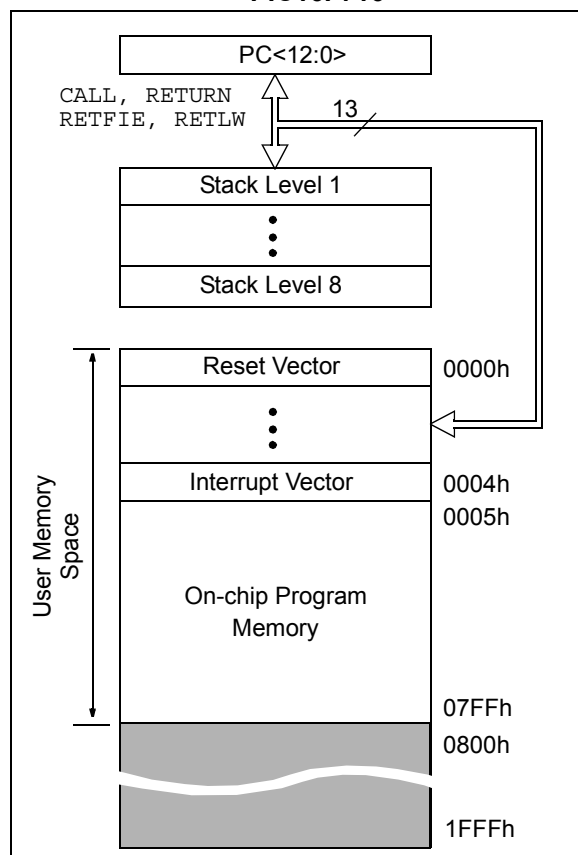 PC<12:0>
CALL, RETURN
RETFIE, RETLW
13
Stack Level 1
Stack Level 8
Reset Vector
0000h
Interrupt Vector
0004h
0005h
User Memory
Space
On-chip Program
Memory
07FFh
0800h
1FFFh